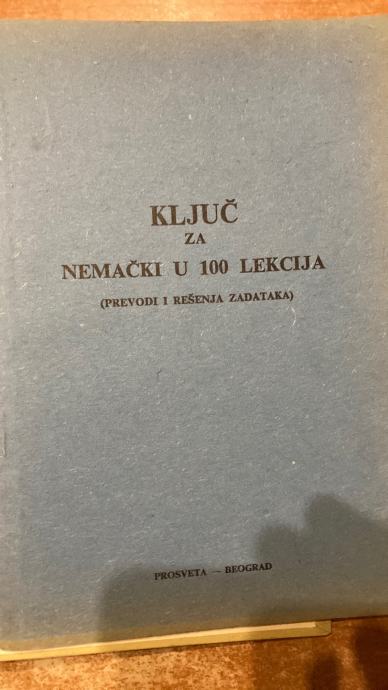 KLJUČ
ZA
NEMAČKI U 100 LEKCIJA
(PREVODI I REŠENJA ZADATAKA)
PROSVETA — BEOGRAD